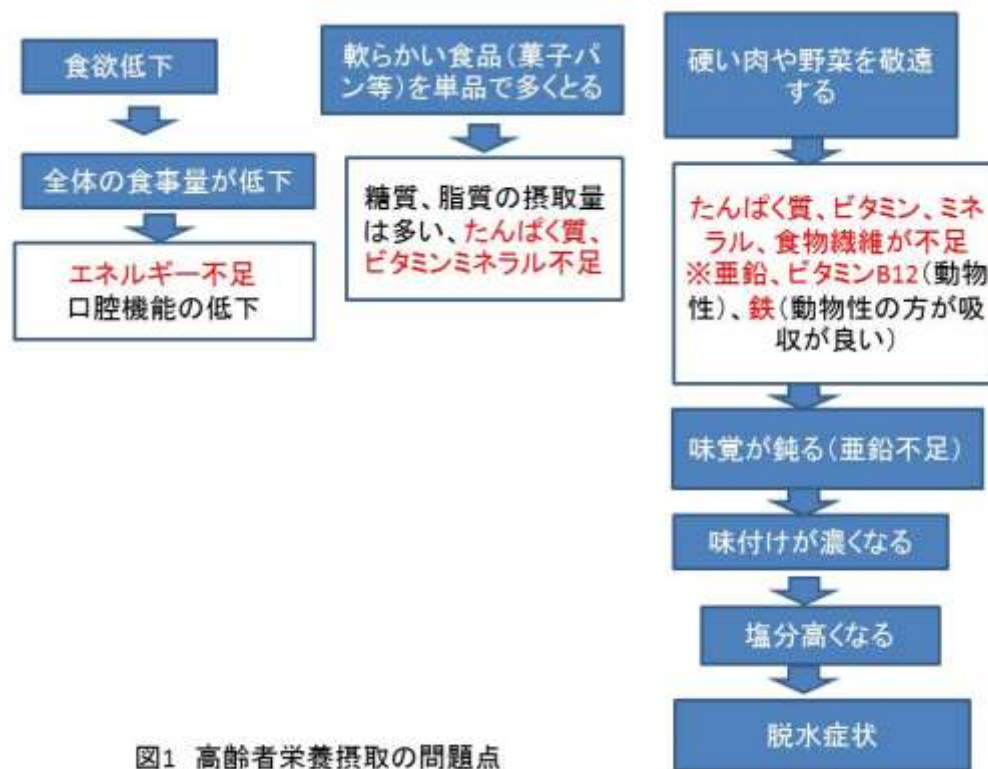 食欲低下
全体の食事量が低下
エネルギー不足
口腔機能の低下
軟らかい食品(菓子パ
ン等)を単品で多くとる
糖質、脂質の摂取量
は多い、たんぱく質、
ビタミンミネラル不足
硬い肉や野菜を敬遠
する
たんぱく質、ビタミン、ミネ
ラル、食物繊維が不足
※亜鉛、ビタミンB12(動物
性)、鉄(動物性の方が吸
収が良い)
味覚が鈍る(亜鉛不足)
味付けが濃くなる
塩分高くなる
脱水症状
図1 高齢者栄養摂取の問題点